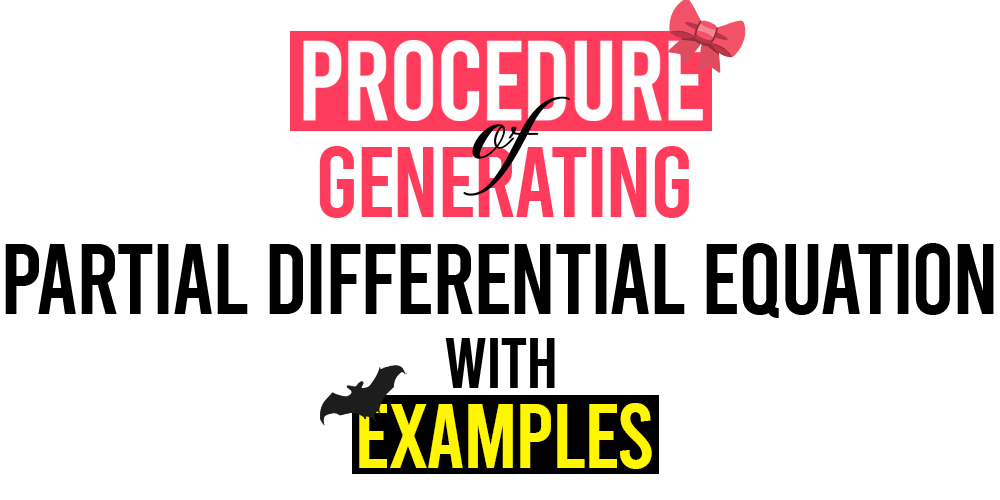 PROCEDURE
of
GENERATING
PARTIAL DIFFERENTIAL EQUATION
WITH
EXAMPLES